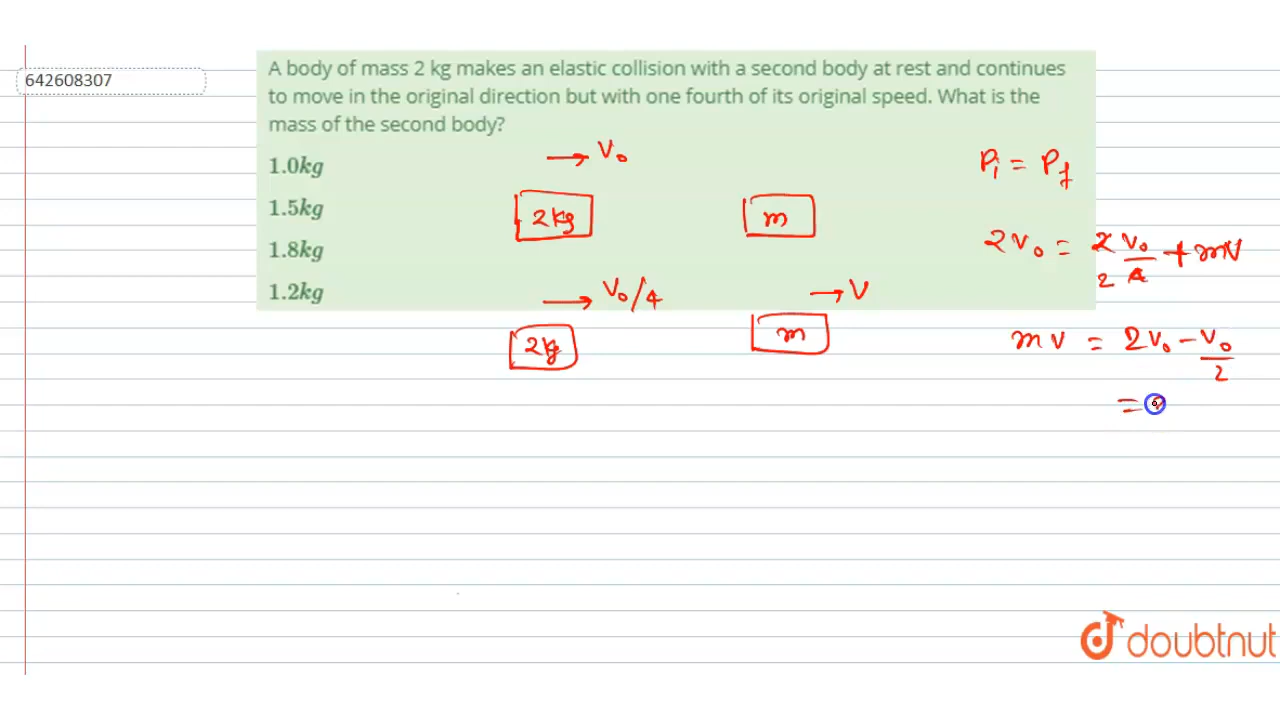 642608307
A body of mass 2 kg makes an elastic collision with a second body at rest and continues
to move in the original direction but with one fourth of its original speed. What is the
mass of the second body?
1.0kg
1.5kg
1.8kg
1.2kg
→ V₀
2kg
m
→ V₀/4
→ V
2kg
m
Pᵢ = P_f
2V₀ = 2 V₀/4 + mV
2
mV = 2V₀ − V₀/2
=
doubtnut